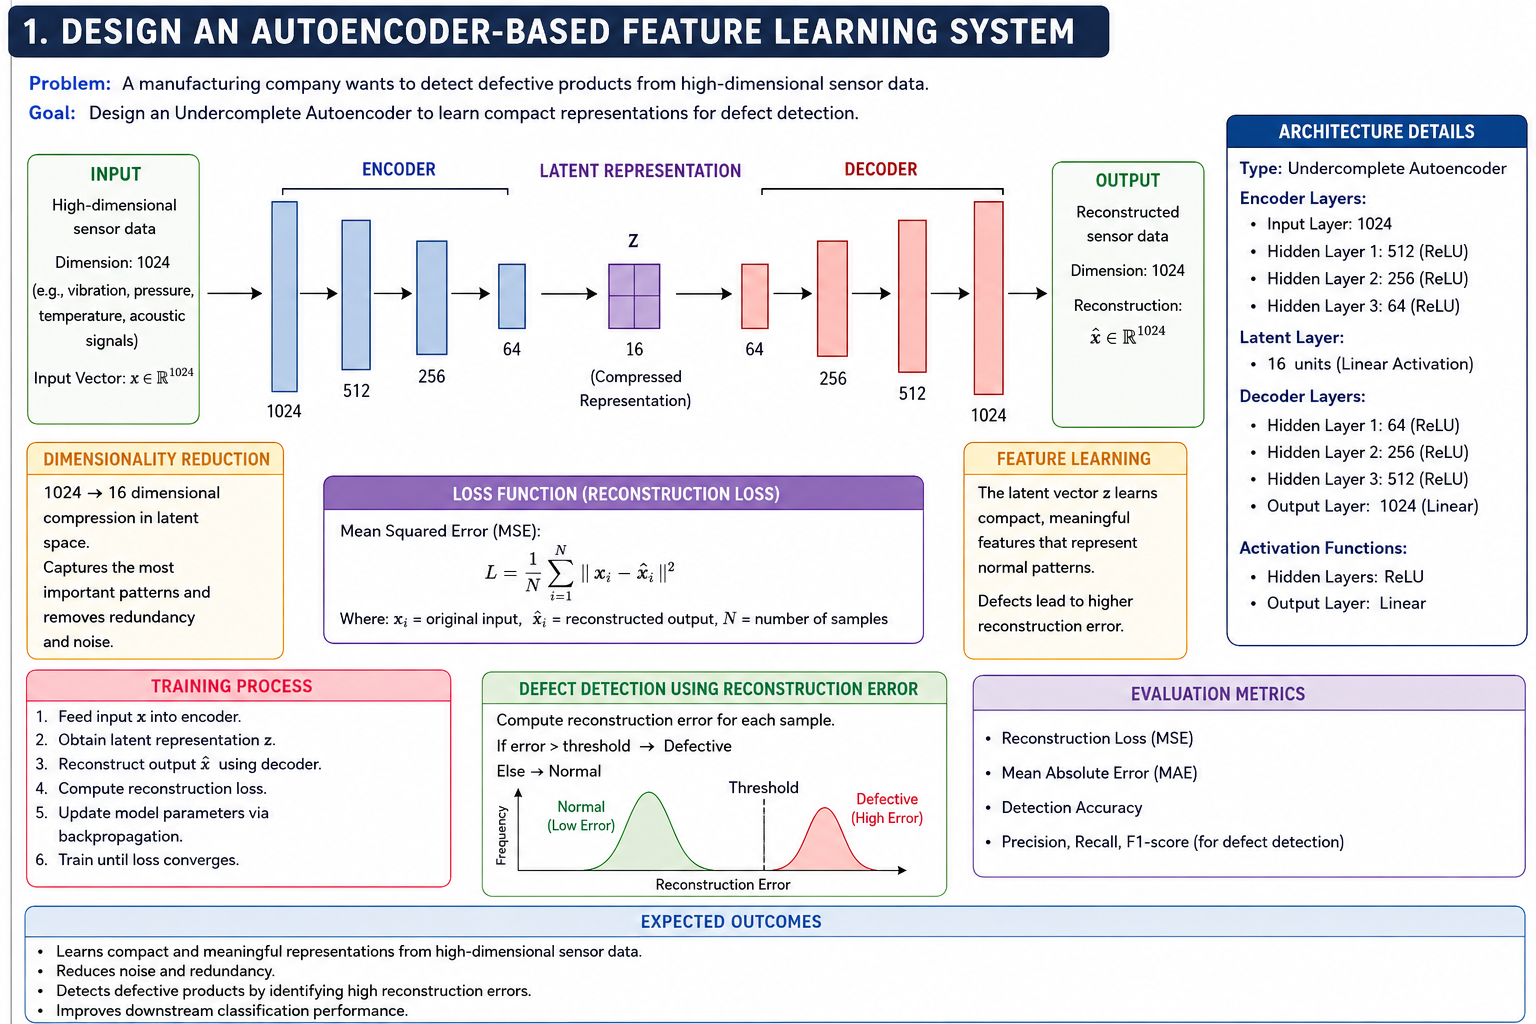 1. DESIGN AN AUTOENCODER-BASED FEATURE LEARNING SYSTEM
Problem: A manufacturing company wants to detect defective products from high-dimensional sensor data.
Goal: Design an Undercomplete Autoencoder to learn compact representations for defect detection.
INPUT
High-dimensional
sensor data
Dimension: 1024
(e.g., vibration, pressure,
temperature, acoustic
signals)
Input Vector: x ∈ ℝ¹⁰²⁴
ENCODER
1024
512
256
64
LATENT REPRESENTATION
Z
16
(Compressed
Representation)
DECODER
64
256
512
1024
OUTPUT
Reconstructed
sensor data
Dimension: 1024
Reconstruction:
x̂ ∈ ℝ¹⁰²⁴
ARCHITECTURE DETAILS
Type: Undercomplete Autoencoder
Encoder Layers:
• Input Layer: 1024
• Hidden Layer 1: 512 (ReLU)
• Hidden Layer 2: 256 (ReLU)
• Hidden Layer 3: 64 (ReLU)
Latent Layer:
• 16 units (Linear Activation)
Decoder Layers:
• Hidden Layer 1: 64 (ReLU)
• Hidden Layer 2: 256 (ReLU)
• Hidden Layer 3: 512 (ReLU)
• Output Layer: 1024 (Linear)
Activation Functions:
• Hidden Layers: ReLU
• Output Layer: Linear
DIMENSIONALITY REDUCTION
1024 → 16 dimensional
compression in latent
space.
Captures the most
important patterns and
removes redundancy
and noise.
LOSS FUNCTION (RECONSTRUCTION LOSS)
Mean Squared Error (MSE):
L = 1/N ∑_{i=1}^{N} || x_i − x̂_i ||²
Where: x_i = original input, x̂_i = reconstructed output, N = number of samples
FEATURE LEARNING
The latent vector z learns
compact, meaningful
features that represent
normal patterns.
Defects lead to higher
reconstruction error.
TRAINING PROCESS
1. Feed input x into encoder.
2. Obtain latent representation z.
3. Reconstruct output x̂ using decoder.
4. Compute reconstruction loss.
5. Update model parameters via
backpropagation.
6. Train until loss converges.
DEFECT DETECTION USING RECONSTRUCTION ERROR
Compute reconstruction error for each sample.
If error > threshold → Defective
Else → Normal
Frequency
Normal
(Low Error)
Threshold
Defective
(High Error)
Reconstruction Error
EVALUATION METRICS
• Reconstruction Loss (MSE)
• Mean Absolute Error (MAE)
• Detection Accuracy
• Precision, Recall, F1-score (for defect detection)
EXPECTED OUTCOMES
• Learns compact and meaningful representations from high-dimensional sensor data.
• Reduces noise and redundancy.
• Detects defective products by identifying high reconstruction errors.
• Improves downstream classification performance.